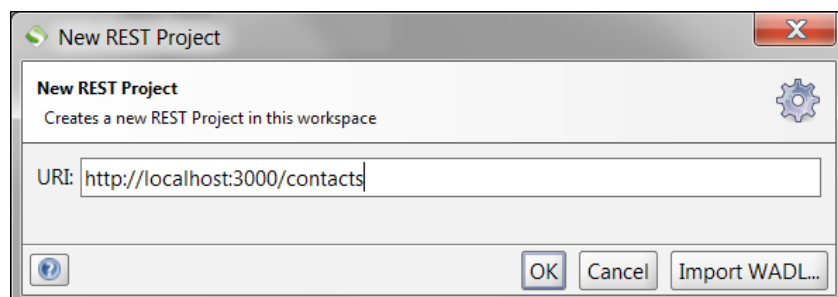 New REST Project
X
New REST Project
Creates a new REST Project in this workspace
URI: http://localhost:3000/contacts
? OK Cancel Import WADL...